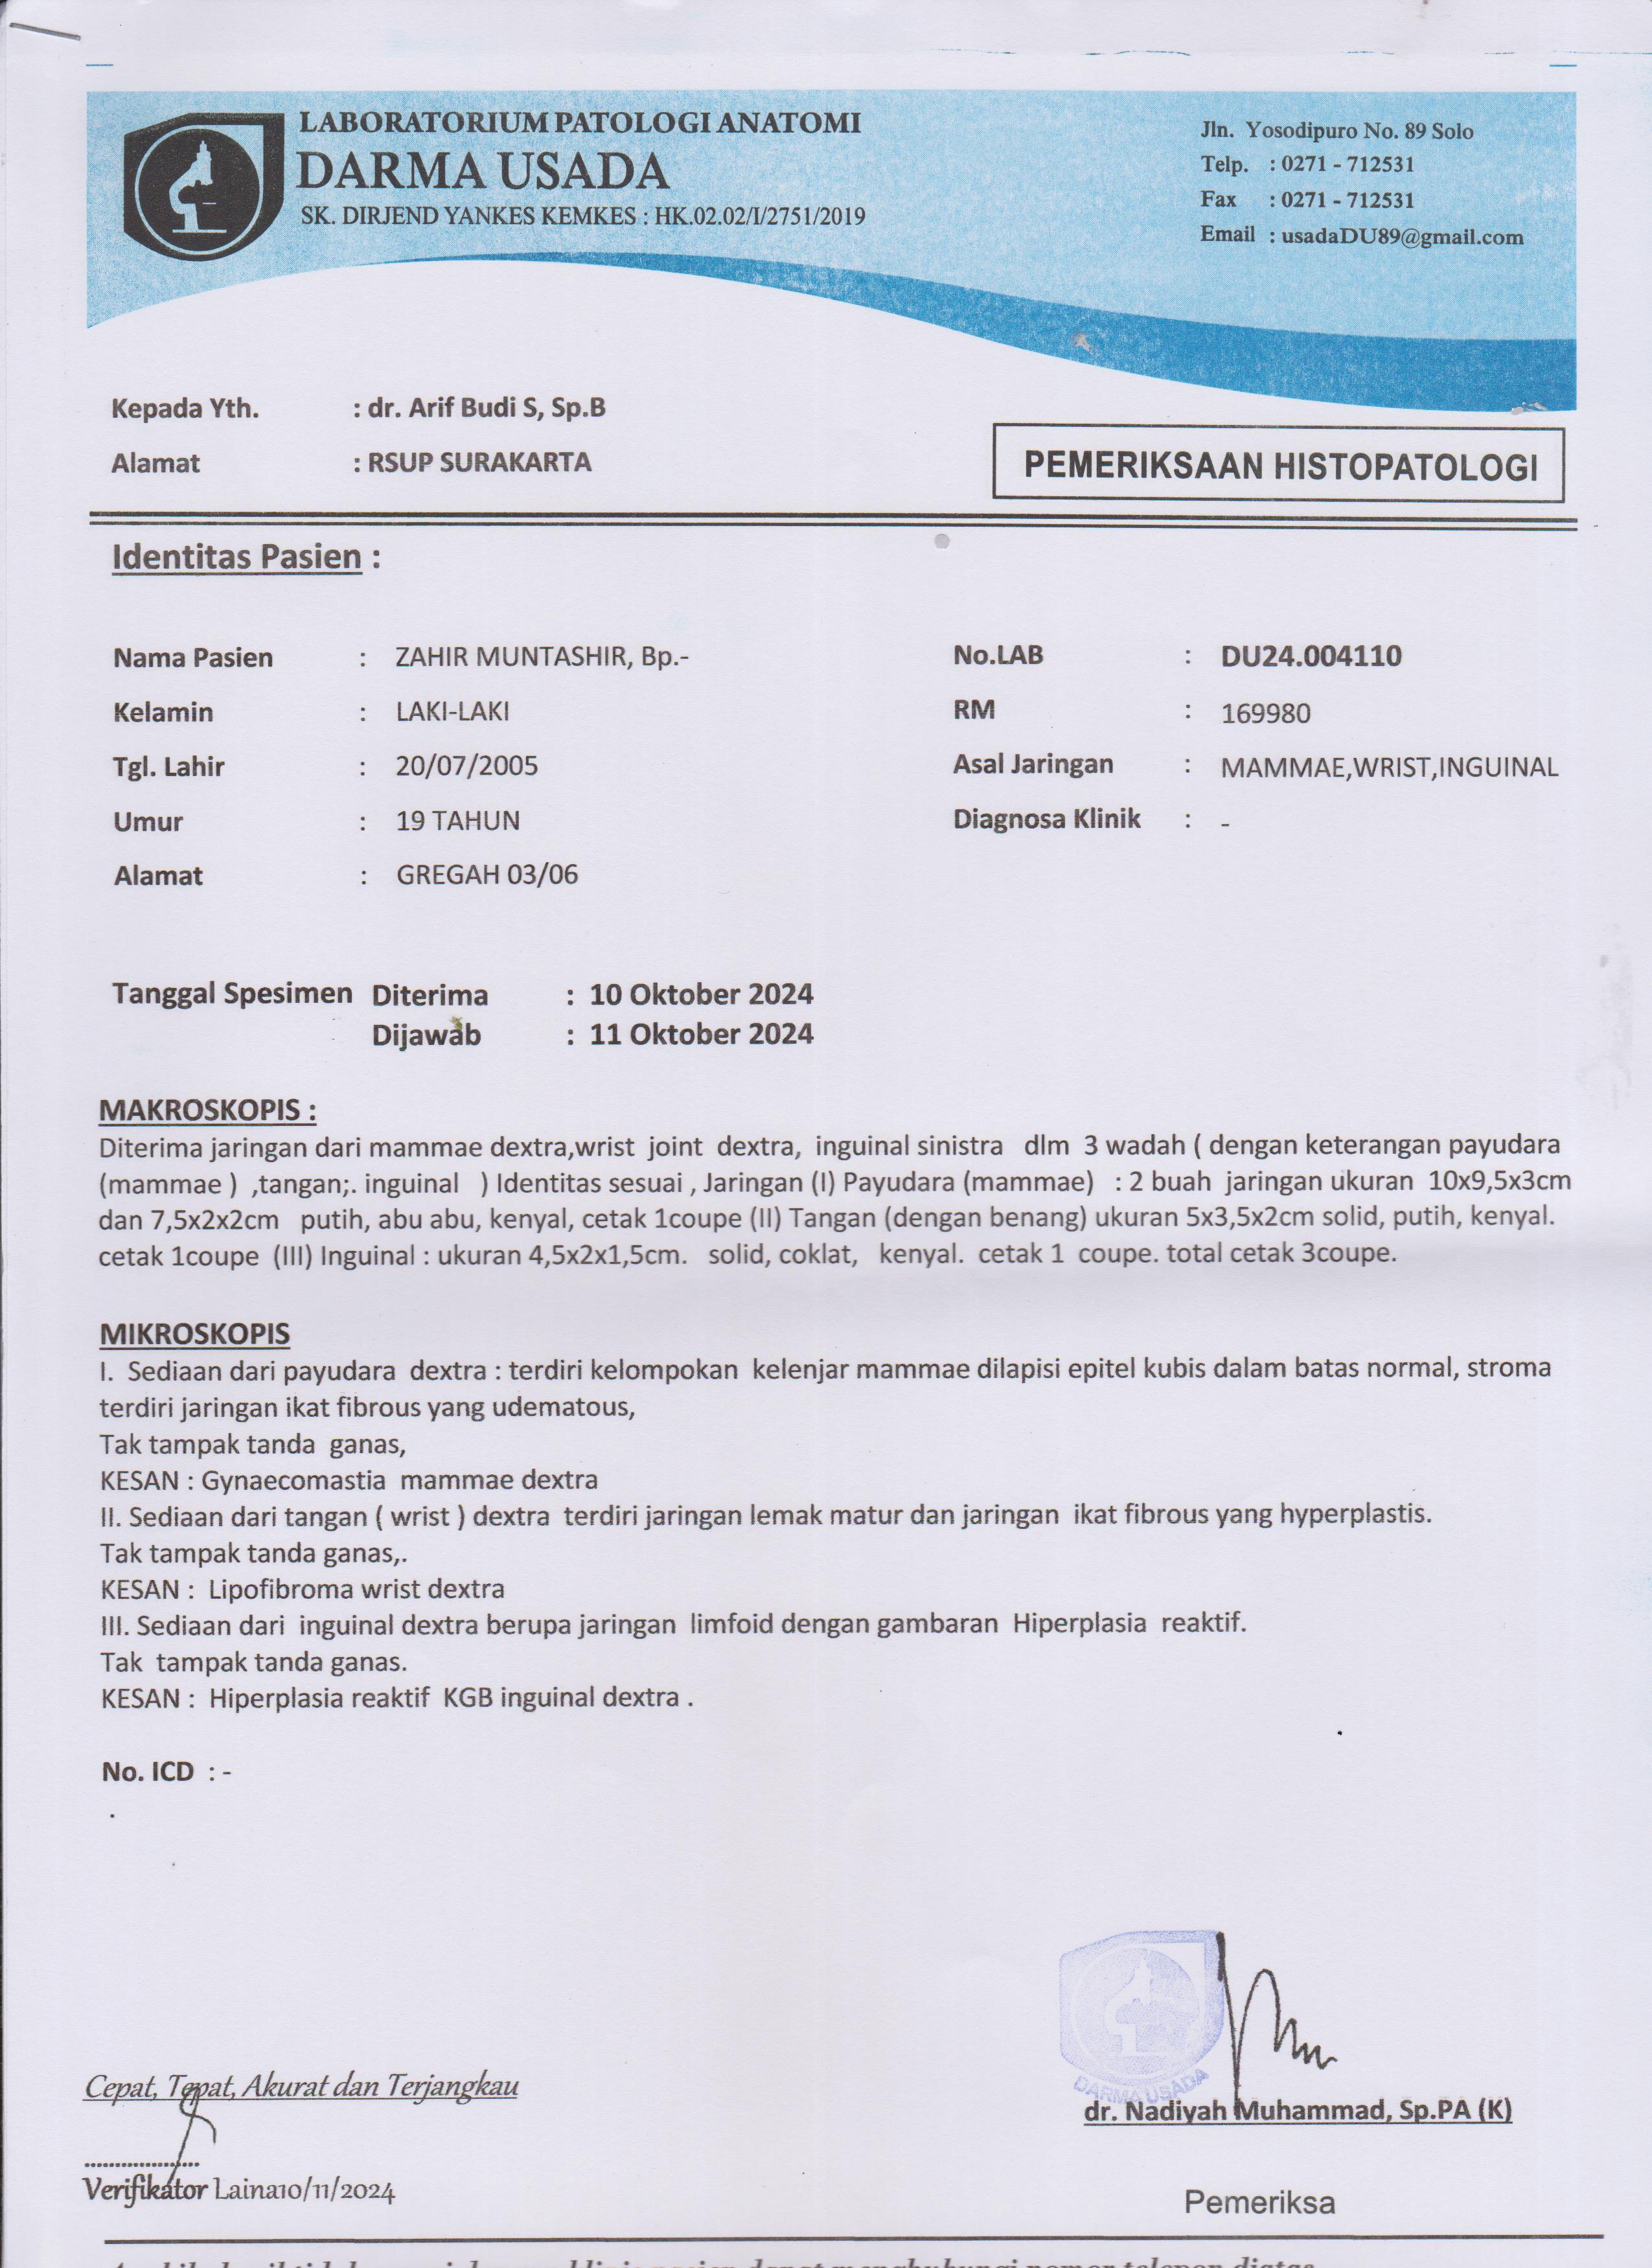 LABORATORIUM PATOLOGI ANATOMI
DARMA USADA
SK. DIRJEND YANKES KEMKES : HK.02.02/I/2751/2019
Jln. Yosodipuro No. 89 Solo
Telp. : 0271 - 712531
Fax : 0271 - 712531
Email : usadaDU89@gmail.com
Kepada Yth. : dr. Arif Budi S, Sp.B
Alamat : RSUP SURAKARTA
PEMERIKSAAN HISTOPATOLOGI
Identitas Pasien :
Nama Pasien : ZAHIR MUNTASHIR, Bp.-
Kelamin : LAKI-LAKI
Tgl. Lahir : 20/07/2005
Umur : 19 TAHUN
Alamat : GREGAH 03/06
No.LAB : DU24.004110
RM : 169980
Asal Jaringan : MAMMAE,WRIST,INGUINAL
Diagnosa Klinik : -
Tanggal Spesimen Diterima : 10 Oktober 2024
Dijawab : 11 Oktober 2024
MAKROSKOPIS :
Diterima jaringan dari mammae dextra,wrist joint dextra, inguinal sinistra dlm 3 wadah ( dengan keterangan payudara
(mammae ) ,tangan;. inguinal ) Identitas sesuai , Jaringan (I) Payudara (mammae) : 2 buah jaringan ukuran 10x9,5x3cm
dan 7,5x2x2cm putih, abu abu, kenyal, cetak 1coupe (II) Tangan (dengan benang) ukuran 5x3,5x2cm solid, putih, kenyal.
cetak 1coupe (III) Inguinal : ukuran 4,5x2x1,5cm. solid, coklat, kenyal. cetak 1 coupe. total cetak 3coupe.
MIKROSKOPIS
I. Sediaan dari payudara dextra : terdiri kelompokan kelenjar mammae dilapisi epitel kubis dalam batas normal, stroma
terdiri jaringan ikat fibrous yang udematous,
Tak tampak tanda ganas,
KESAN : Gynaecomastia mammae dextra
II. Sediaan dari tangan ( wrist ) dextra terdiri jaringan lemak matur dan jaringan ikat fibrous yang hyperplastis.
Tak tampak tanda ganas,.
KESAN : Lipofibroma wrist dextra
III. Sediaan dari inguinal dextra berupa jaringan limfoid dengan gambaran Hiperplasia reaktif.
Tak tampak tanda ganas.
KESAN : Hiperplasia reaktif KGB inguinal dextra .
No. ICD : -
DARMA USADA
dr. Nadiyah Muhammad, Sp.PA (K)
Pemeriksa
Cepat, Tepat, Akurat dan Terjangkau
Verifikator Laina10/11/2024